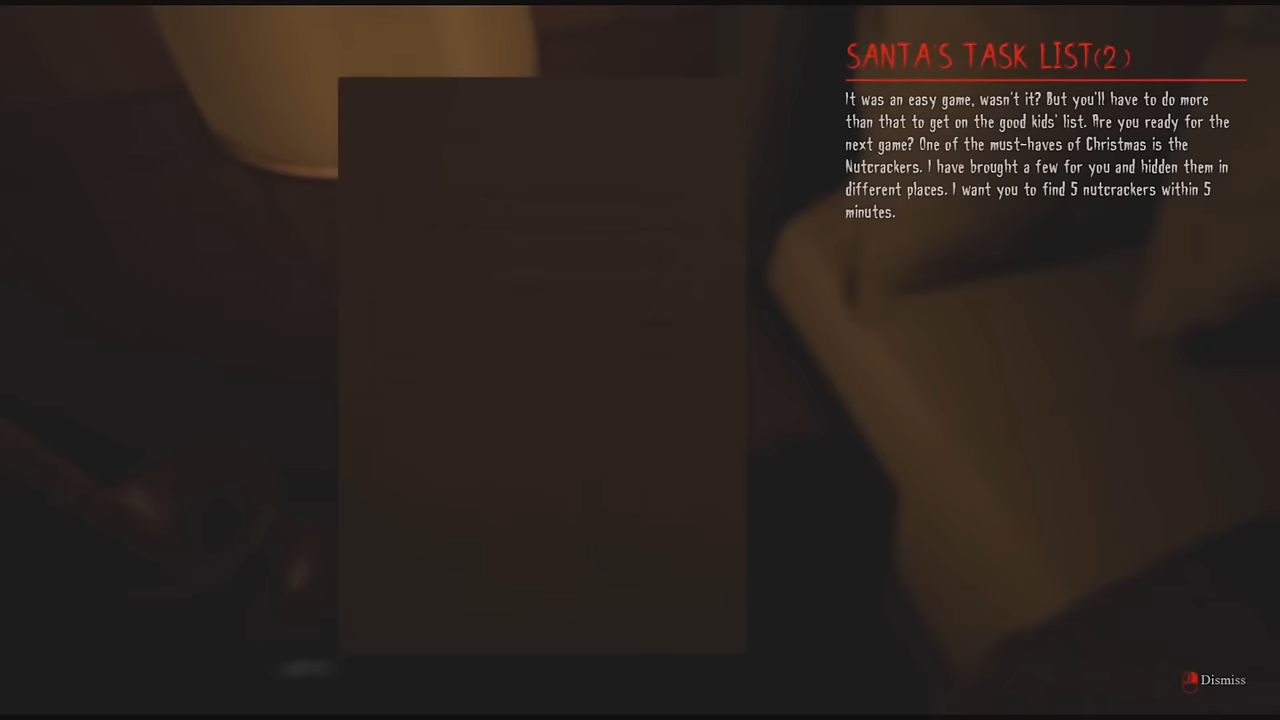 SANTA'S TASK LIST(2)
It was an easy game, wasn't it? But you'll have to do more
than that to get on the good kids' list. Are you ready for the
next game? One of the must-haves of Christmas is the
Nutcrackers. I have brought a few for you and hidden them in
different places. I want you to find 5 nutcrackers within 5
minutes.
Dismiss